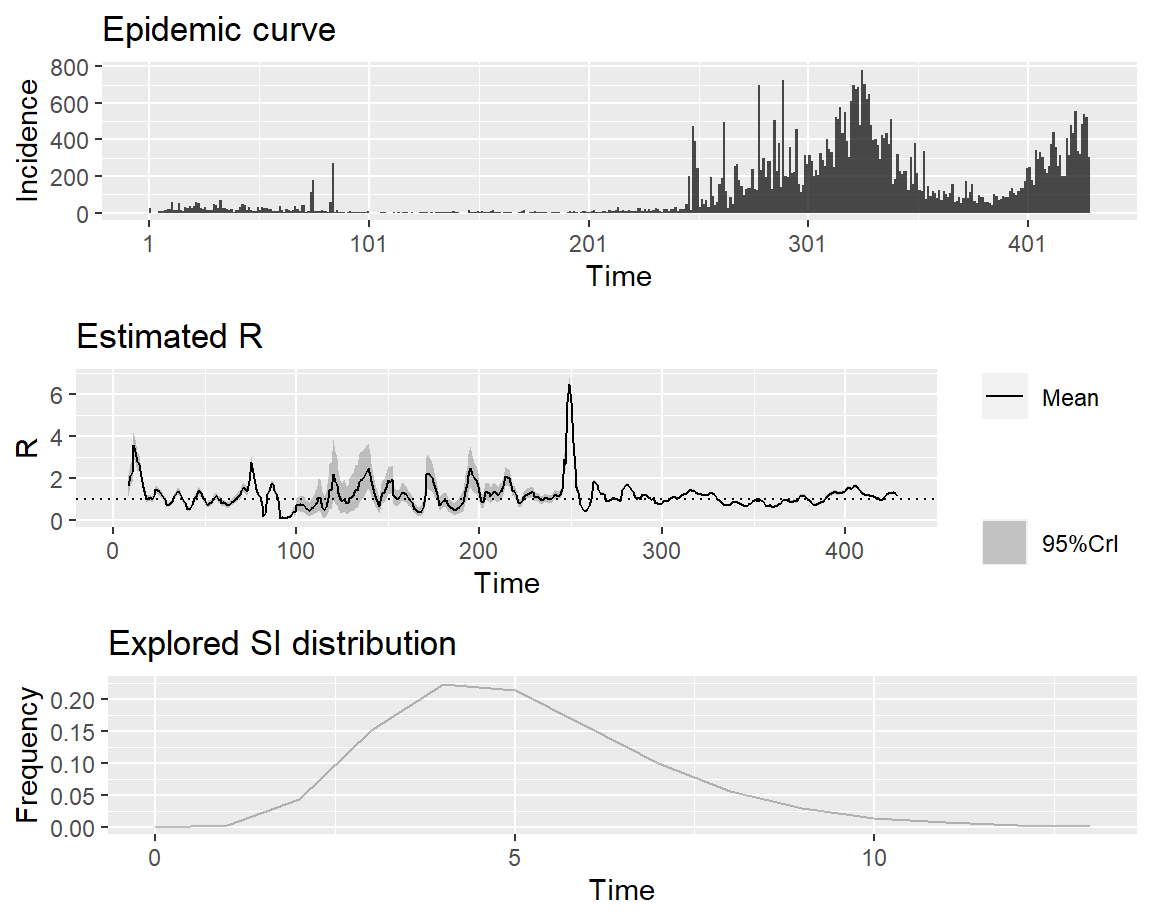 Epidemic curve
Incidence
800
600
400
200
0
1 101 201 301 401
Time
Estimated R
R
6
4
2
0
0 100 200 300 400
Time
Mean
95%CrI
Explored SI distribution
Frequency
0.20
0.15
0.10
0.05
0.00
0 5 10
Time